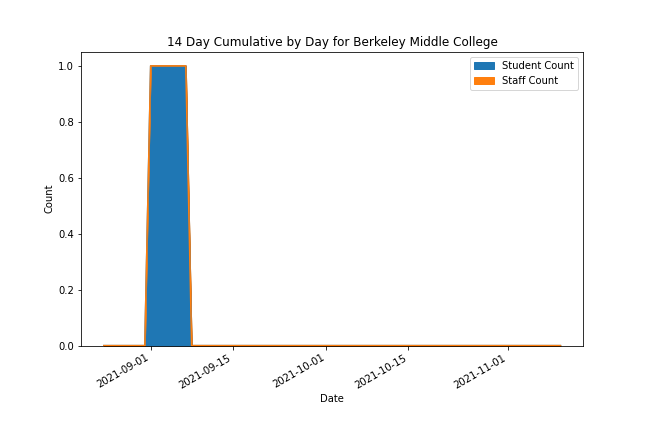 14 Day Cumulative by Day for Berkeley Middle College
Student Count
Staff Count
Count
1.0
0.8
0.6
0.4
0.2
0.0
2021-09-01
2021-09-15
2021-10-01
2021-10-15
2021-11-01
Date